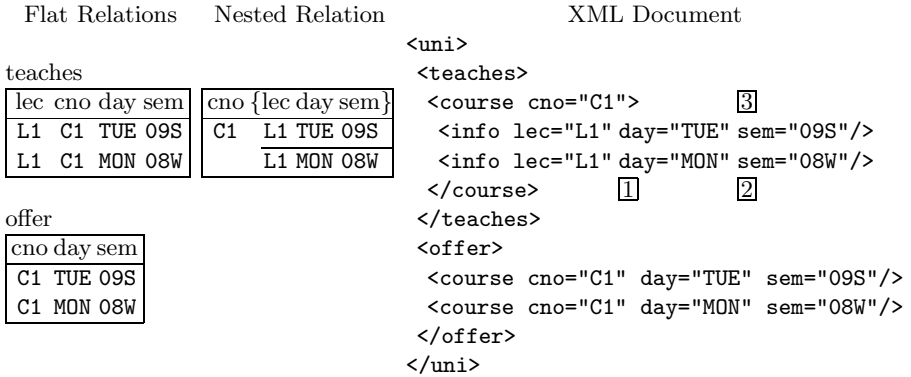 Flat Relations Nested Relation XML Document
teaches
lec cno day sem
L1 C1 TUE 09S
L1 C1 MON 08W
offer
cno day sem
C1 TUE 09S
C1 MON 08W
cno {lec day sem}
C1 L1 TUE 09S
L1 MON 08W
<uni>
<teaches>
<course cno="C1"> 3
<info lec="L1" day="TUE" sem="09S"/>
<info lec="L1" day="MON" sem="08W"/>
</course> 1 2
</teaches>
<offer>
<course cno="C1" day="TUE" sem="09S"/>
<course cno="C1" day="MON" sem="08W"/>
</offer>
</uni>